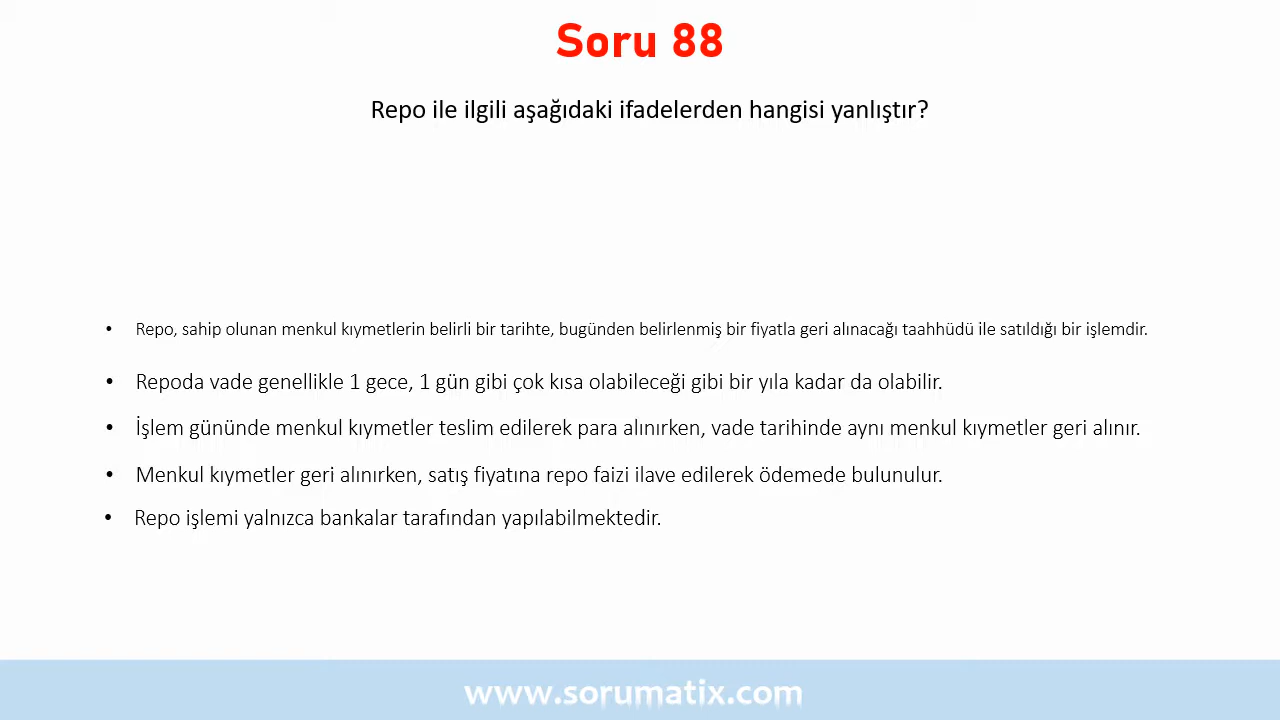 Soru 88
Repo ile ilgili aşağıdaki ifadelerden hangisi yanlıştır?
• Repo, sahip olunan menkul kıymetlerin belirli bir tarihte, bugünden belirlenmiş bir fiyatla geri alınacağı taahhüdü ile satıldığı bir işlemdir.
• Repoda vade genellikle 1 gece, 1 gün gibi çok kısa olabileceği gibi bir yıla kadar da olabilir.
• İşlem gününde menkul kıymetler teslim edilerek para alınırken, vade tarihinde aynı menkul kıymetler geri alınır.
• Menkul kıymetler geri alınırken, satış fiyatına repo faizi ilave edilerek ödemede bulunulur.
• Repo işlemi yalnızca bankalar tarafından yapılabilmektedir.
www.sorumatix.com